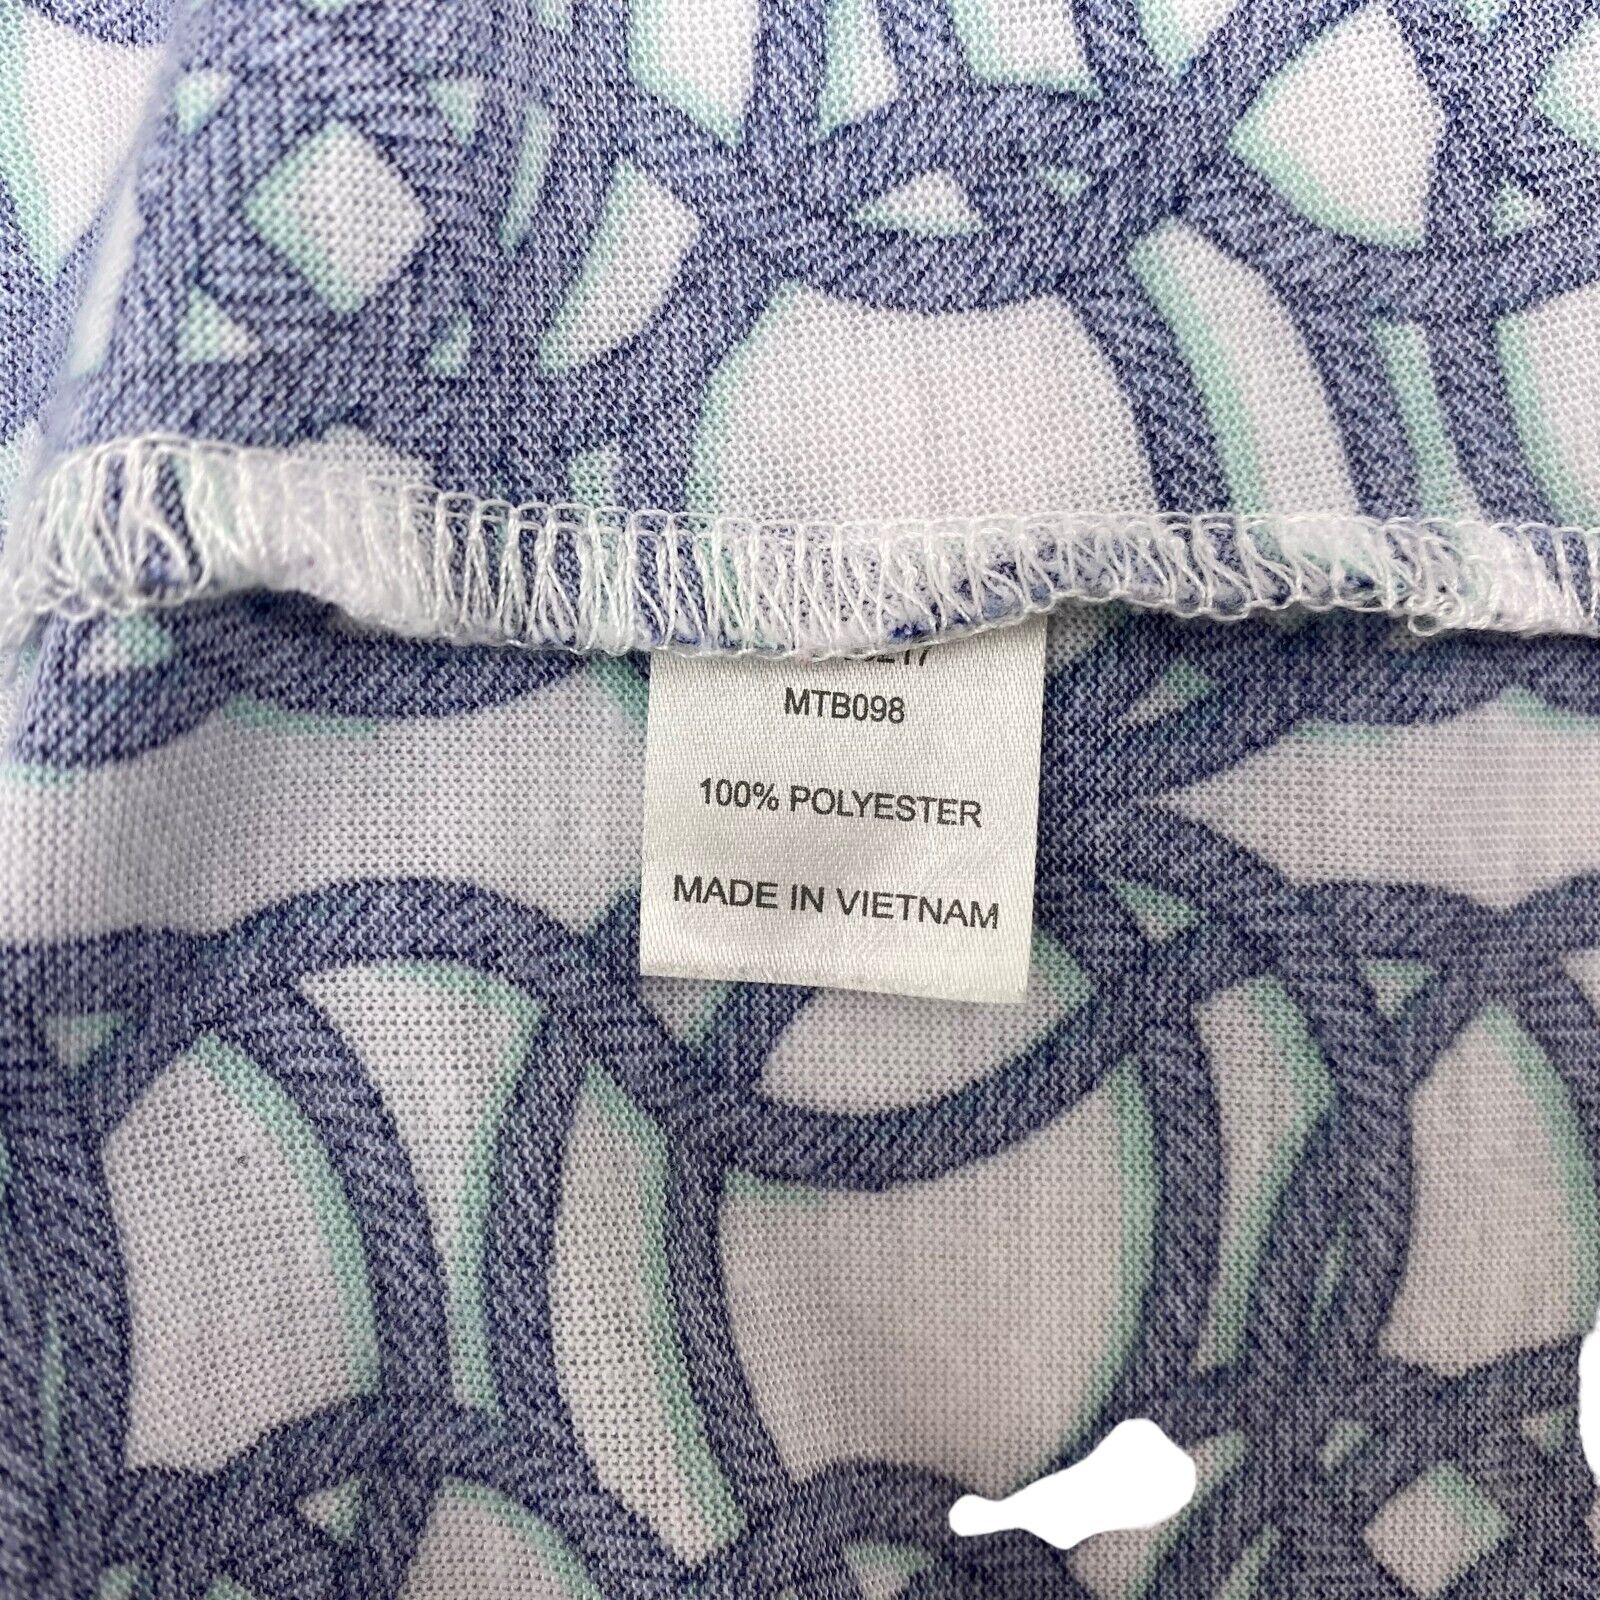 MTB098
100% POLYESTER
MADE IN VIETNAM